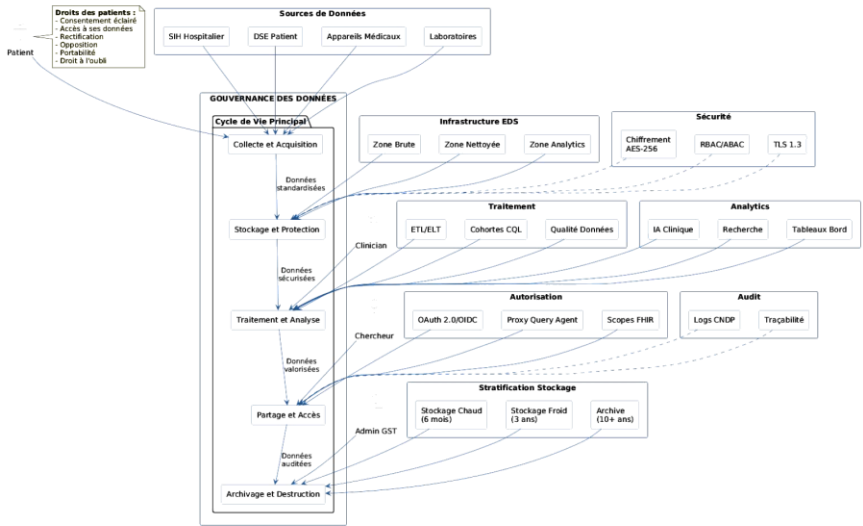 Droits des patients :
- Consentement éclairé
- Accès à ses données
- Rectification
- Opposition
- Portabilité
- Droit à l'oubli
Patient
Sources de Données
SIH Hospitalier
DSE Patient
Appareils Médicaux
Laboratoires
GOUVERNANCE DES DONNÉES
Cycle de Vie Principal
Collecte et Acquisition
Données
standardisées
Stockage et Protection
Données
sécurisées
Traitement et Analyse
Données
valorisées
Partage et Accès
Données
auditées
Archivage et Destruction
Infrastructure EDS
Zone Brute
Zone Nettoyée
Zone Analytics
Sécurité
Chiffrement
AES-256
RBAC/ABAC
TLS 1.3
Clinician
Traitement
ETL/ELT
Cohortes CQL
Qualité Données
Analytics
IA Clinique
Recherche
Tableaux Bord
Chercheur
Autorisation
OAuth 2.0/OIDC
Proxy Query Agent
Scopes FHIR
Audit
Logs CNDP
Traçabilité
Admin GST
Stratification Stockage
Stockage Chaud
(6 mois)
Stockage Froid
(3 ans)
Archive
(10+ ans)